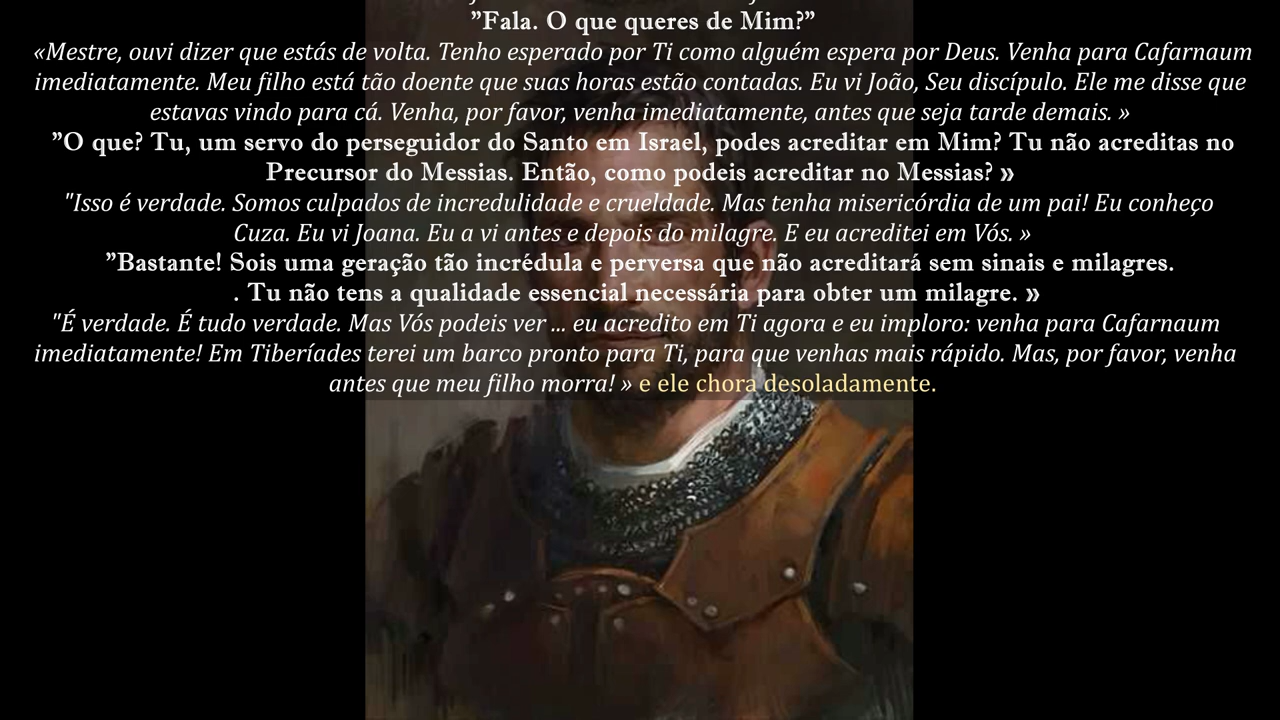 ”Fala. O que queres de Mim?”
«Mestre, ouvi dizer que estás de volta. Tenho esperado por Ti como alguém espera por Deus. Venha para Cafarnaum
imediatamente. Meu filho está tão doente que suas horas estão contadas. Eu vi João, Seu discípulo. Ele me disse que
estavas vindo para cá. Venha, por favor, venha imediatamente, antes que seja tarde demais. »
”O que? Tu, um servo do perseguidor do Santo em Israel, podes acreditar em Mim? Tu não acreditas no
Precursor do Messias. Então, como podeis acreditar no Messias? »
"Isso é verdade. Somos culpados de incredulidade e crueldade. Mas tenha misericórdia de um pai! Eu conheço
Cuza. Eu vi Joana. Eu a vi antes e depois do milagre. E eu acreditei em Vós. »
”Bastante! Sois uma geração tão incrédula e perversa que não acreditará sem sinais e milagres.
. Tu não tens a qualidade essencial necessária para obter um milagre. »
"É verdade. É tudo verdade. Mas Vós podeis ver ... eu acredito em Ti agora e eu imploro: venha para Cafarnaum
imediatamente! Em Tiberíades terei um barco pronto para Ti, para que venhas mais rápido. Mas, por favor, venha
antes que meu filho morra! » e ele chora desoladamente.